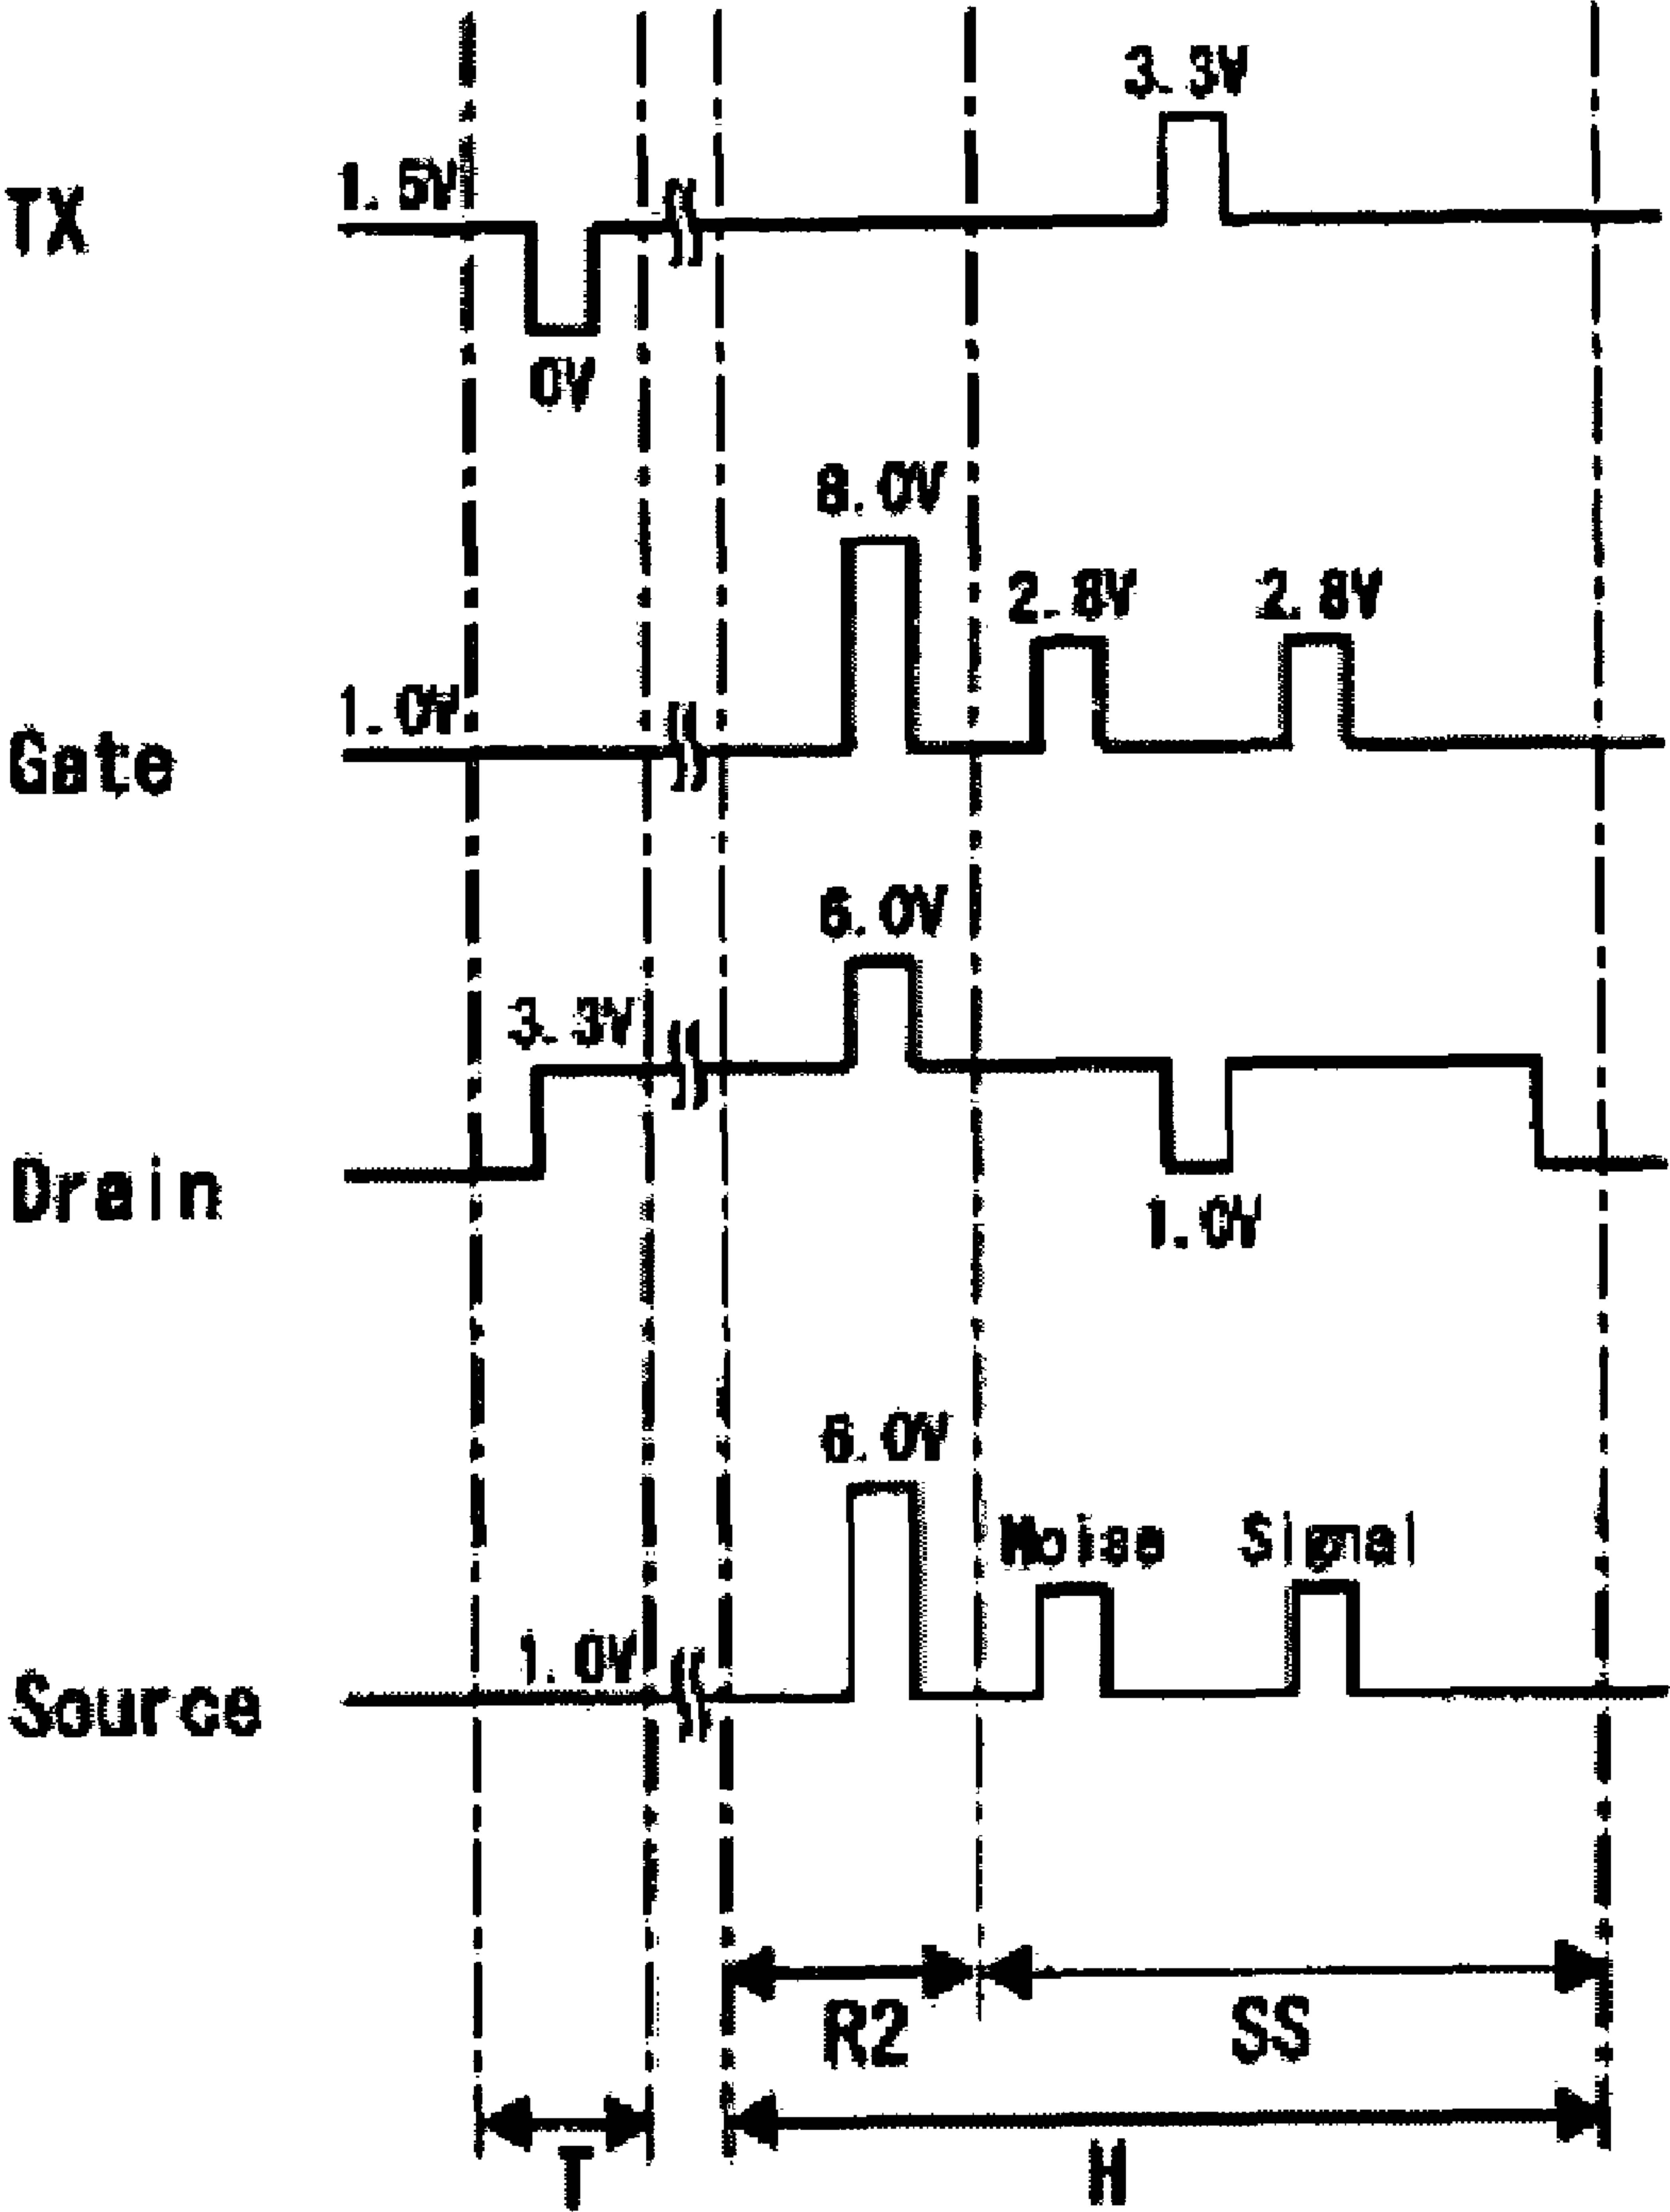 3.3V
1.5V
TX
0V
8.0V
2.8V 2.8V
1.0V
Gate
6.0V
3.3V
Drain
1.0V
6.0V
Noise Signal
1.0V
Source
R2 SS
T H